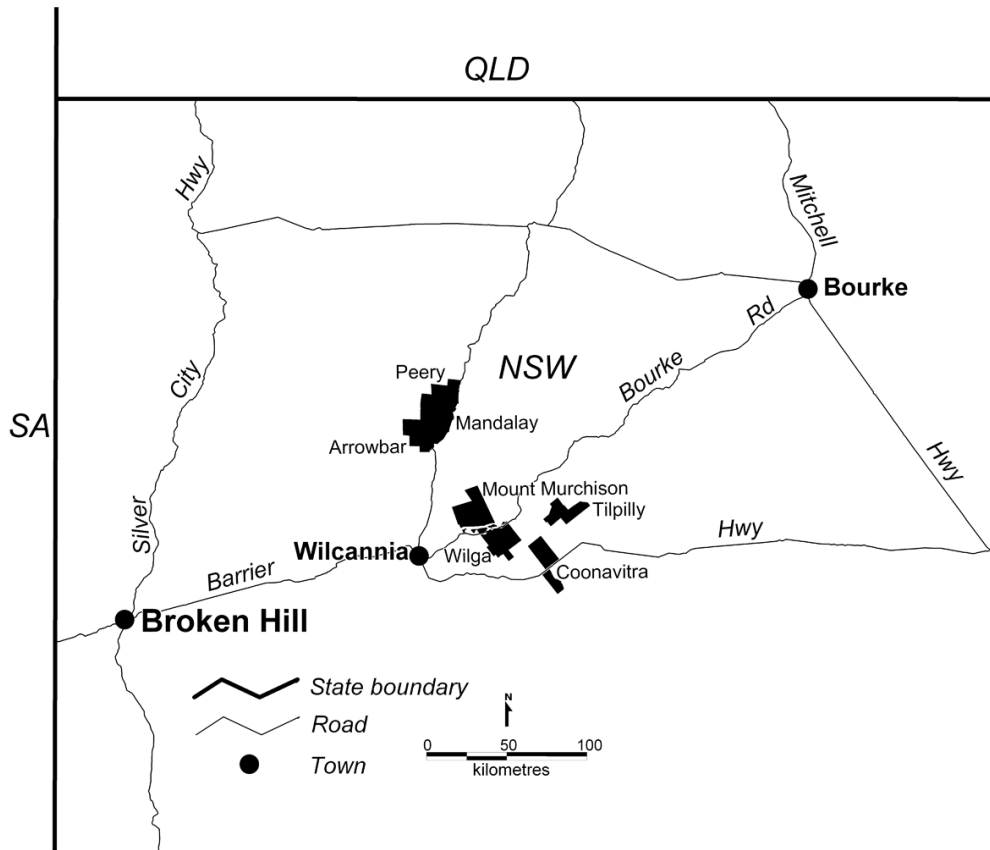 QLD
Hwy
Mitchell
Bourke
Rd
Bourke
NSW
Peery
City
Mandalay
SA
Arrowbar
Hwy
Mount Murchison
Tilpilly
Silver
Hwy
Wilcannia
Wilga
Coonavitra
Barrier
Broken Hill
State boundary
Road
Town
N
0 50 100
kilometres